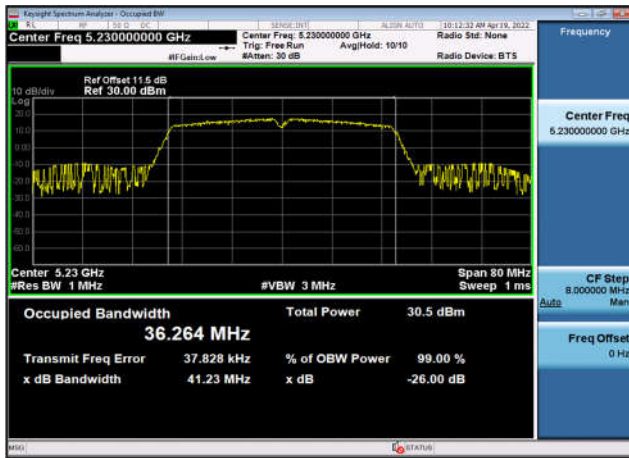 Keysight Spectrum Analyzer - Occupied BW
RL RF 50 Ω DC SENSE:INT ALIGN AUTO 10:12:32 AM Apr 19, 2022
Center Freq 5.230000000 GHz
Center Freq: 5.230000000 GHz
Radio Std: None
Trig: Free Run Avg|Hold: 10/10
#IFGain:Low
#Atten: 30 dB
Radio Device: BTS
Ref Offset 11.5 dB
10 dB/div Ref 30.00 dBm
Log
20.0
10.0
0.00
-10.0
-20.0
-30.0
-40.0
-50.0
-60.0
Center 5.23 GHz Span 80 MHz
#Res BW 1 MHz #VBW 3 MHz Sweep 1 ms
Occupied Bandwidth Total Power 30.5 dBm
36.264 MHz
Transmit Freq Error 37.828 kHz % of OBW Power 99.00 %
x dB Bandwidth 41.23 MHz x dB -26.00 dB
MSG STATUS
Frequency
Center Freq
5.230000000 GHz
CF Step
8.000000 MHz
Auto Man
Freq Offset
0 Hz